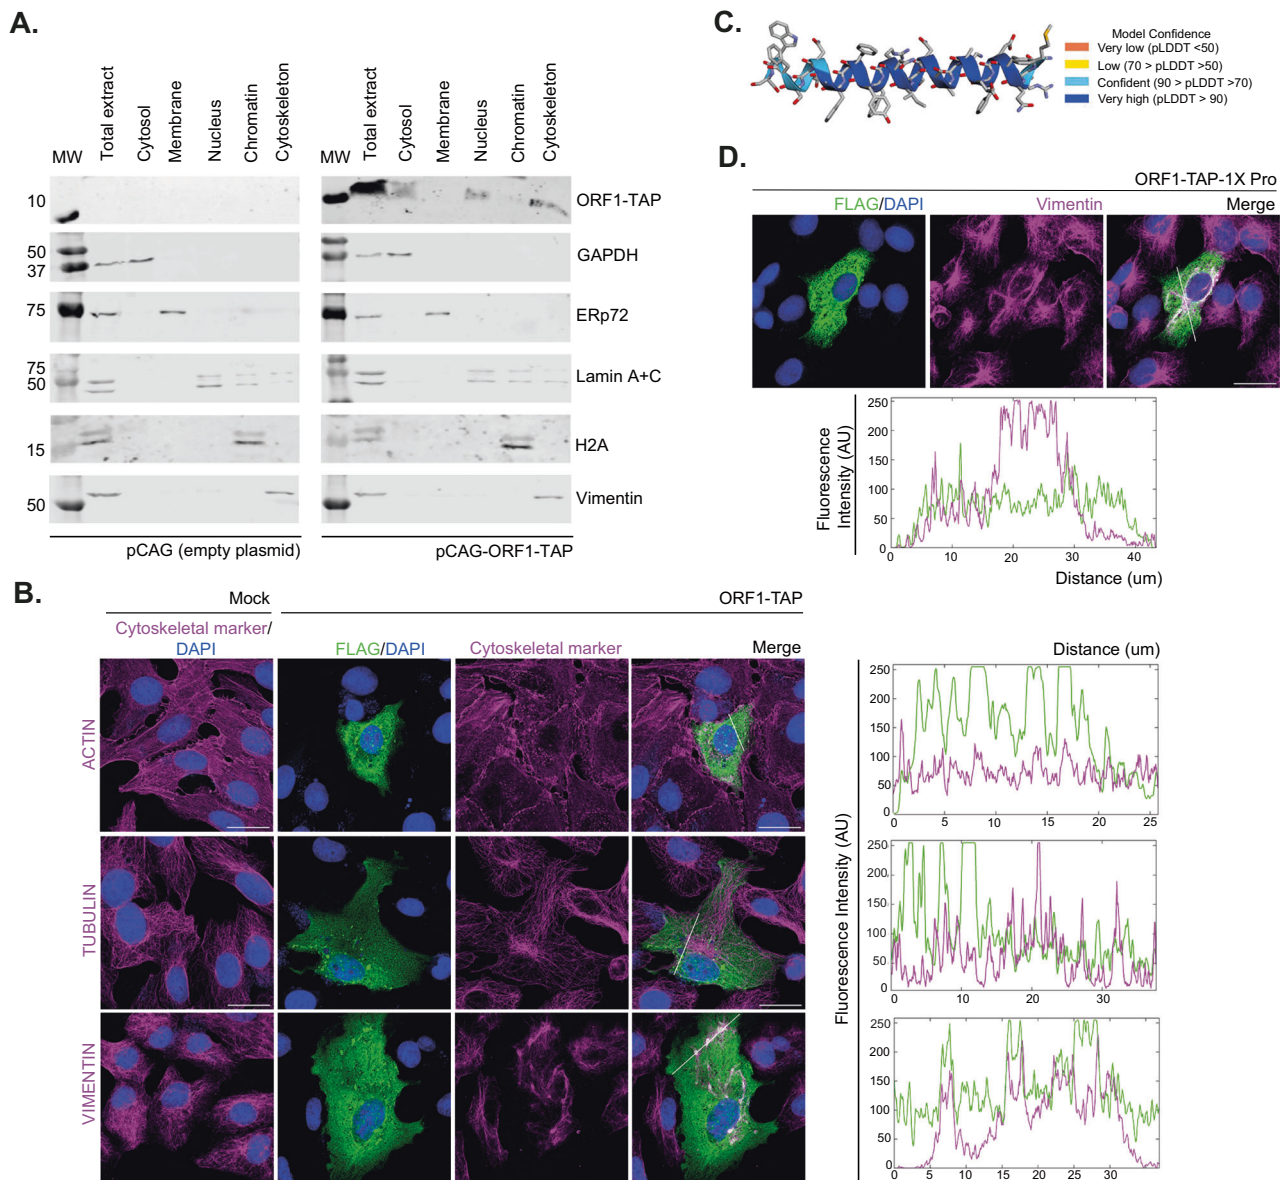 A.
MW
Total extract
Cytosol
Membrane
Nucleus
Chromatin
Cytoskeleton
MW
Total extract
Cytosol
Membrane
Nucleus
Chromatin
Cytoskeleton
10
ORF1-TAP
50
37
GAPDH
75
ERp72
75
50
Lamin A+C
15
H2A
50
Vimentin
pCAG (empty plasmid)
pCAG-ORF1-TAP
C.
Model Confidence
Very low (pLDDT <50)
Low (70 > pLDDT >50)
Confident (90 > pLDDT >70)
Very high (pLDDT > 90)
D.
ORF1-TAP-1X Pro
FLAG/DAPI
Vimentin
Merge
Fluorescence
Intensity (AU)
250
200
150
100
50
0
10
20
30
40
Distance (um)
B.
Mock
ORF1-TAP
Cytoskeletal marker/
DAPI
FLAG/DAPI
Cytoskeletal marker
Merge
ACTIN
TUBULIN
VIMENTIN
Distance (um)
Fluorescence Intensity (AU)
250
200
150
100
50
0
0 5 10 15 20 25
250
200
150
100
50
0
0 10 20 30
250
200
150
100
50
0
0 5 10 15 20 25 30